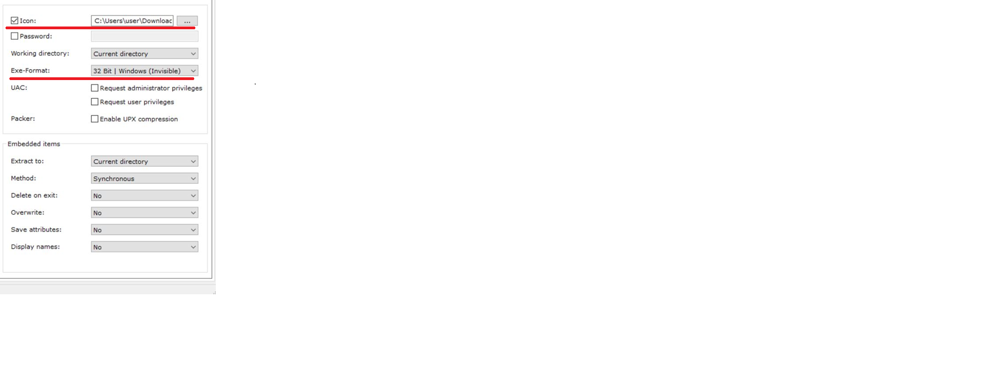 Icon: C:\Users\user\Downloac ...
Password:
Working directory: Current directory
Exe-Format: 32 Bit | Windows (Invisible)
UAC: Request administrator privileges
Request user privileges
Packer: Enable UPX compression
Embedded items
Extract to: Current directory
Method: Synchronous
Delete on exit: No
Overwrite: No
Save attributes: No
Display names: No